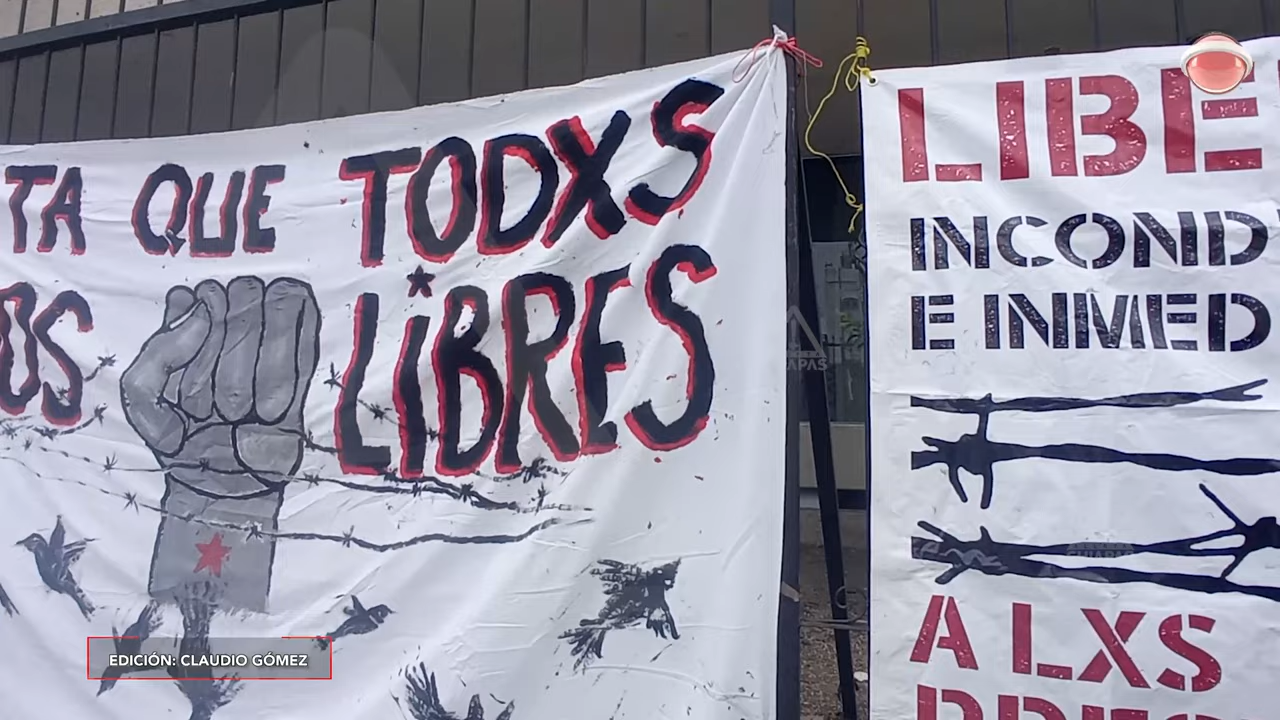 TA QUE TODXS
OS LIBRES
LIBE
INCOND
E INMED
A LXS
EDICIÓN: CLAUDIO GÓMEZ